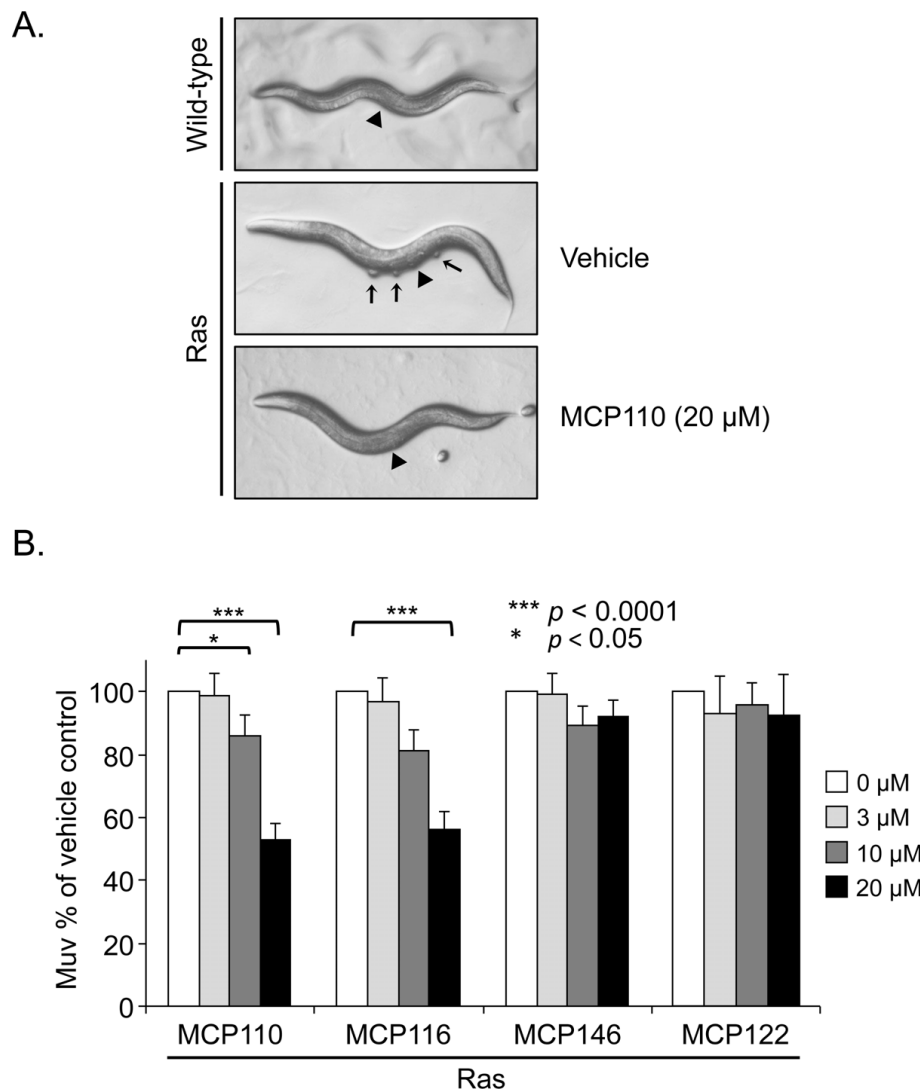 A.
Wild-type
Ras
Vehicle
MCP110 (20 µM)
B.
***
*
***
*** p < 0.0001
* p < 0.05
Muv % of vehicle control
100
80
60
40
20
0
0 µM
3 µM
10 µM
20 µM
MCP110 MCP116 MCP146 MCP122
Ras